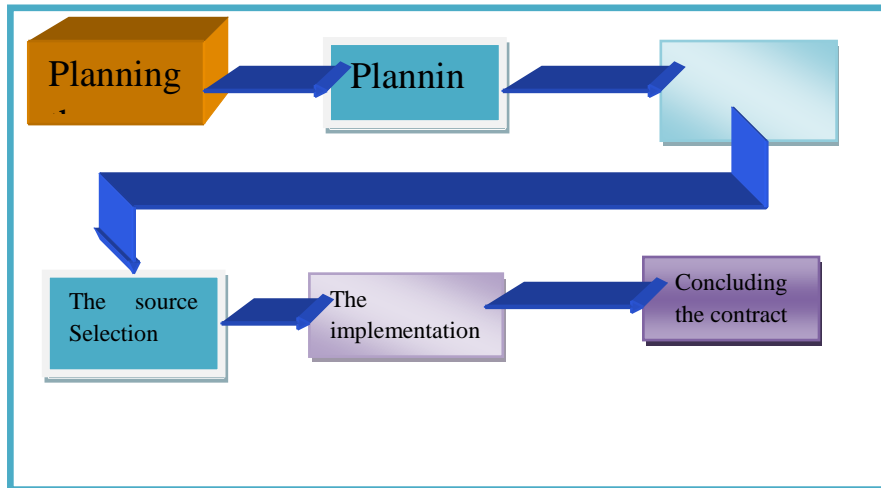 Planning
Plannin
The source
Selection
The
implementation
Concluding
the contract